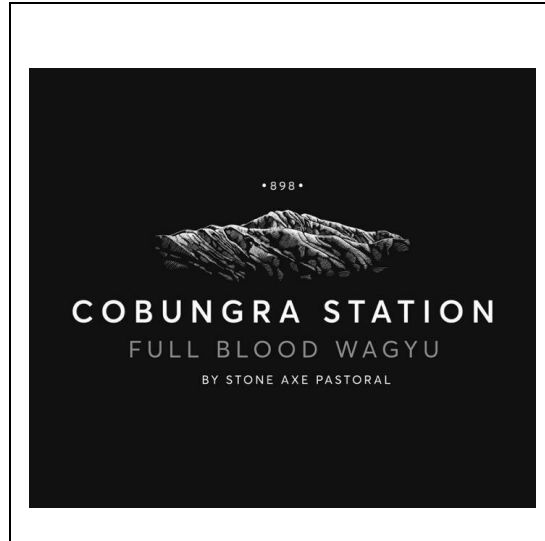 •898•
COBUNGRA STATION
FULL BLOOD WAGYU
BY STONE AXE PASTORAL